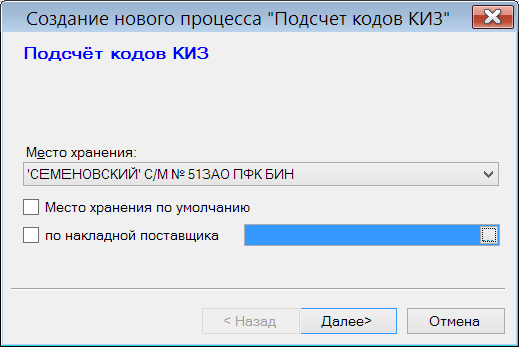 Создание нового процесса "Подсчет кодов КИЗ"
Подсчёт кодов КИЗ
Место хранения:
'СЕМЕНОВСКИЙ' С/М № 51ЗАО ПФК БИН
Место хранения по умолчанию
по накладной поставщика
< Назад
Далее>
Отмена